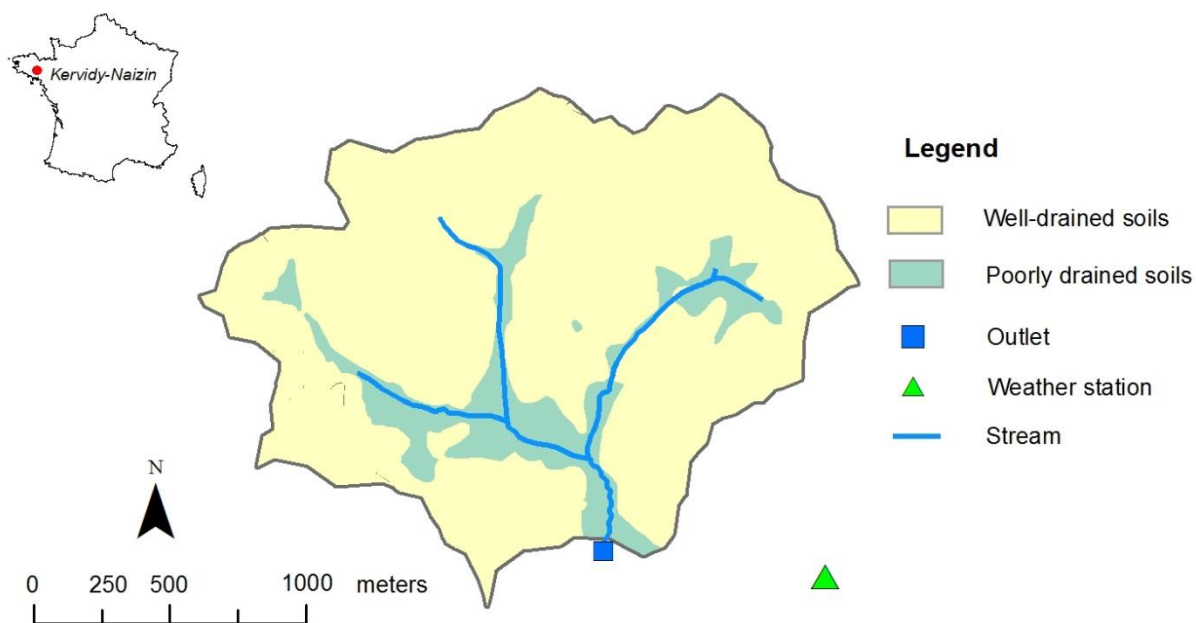 Kervidy-Naizin
Legend
Well-drained soils
Poorly drained soils
Outlet
Weather station
Stream
N
0 250 500 1000 meters